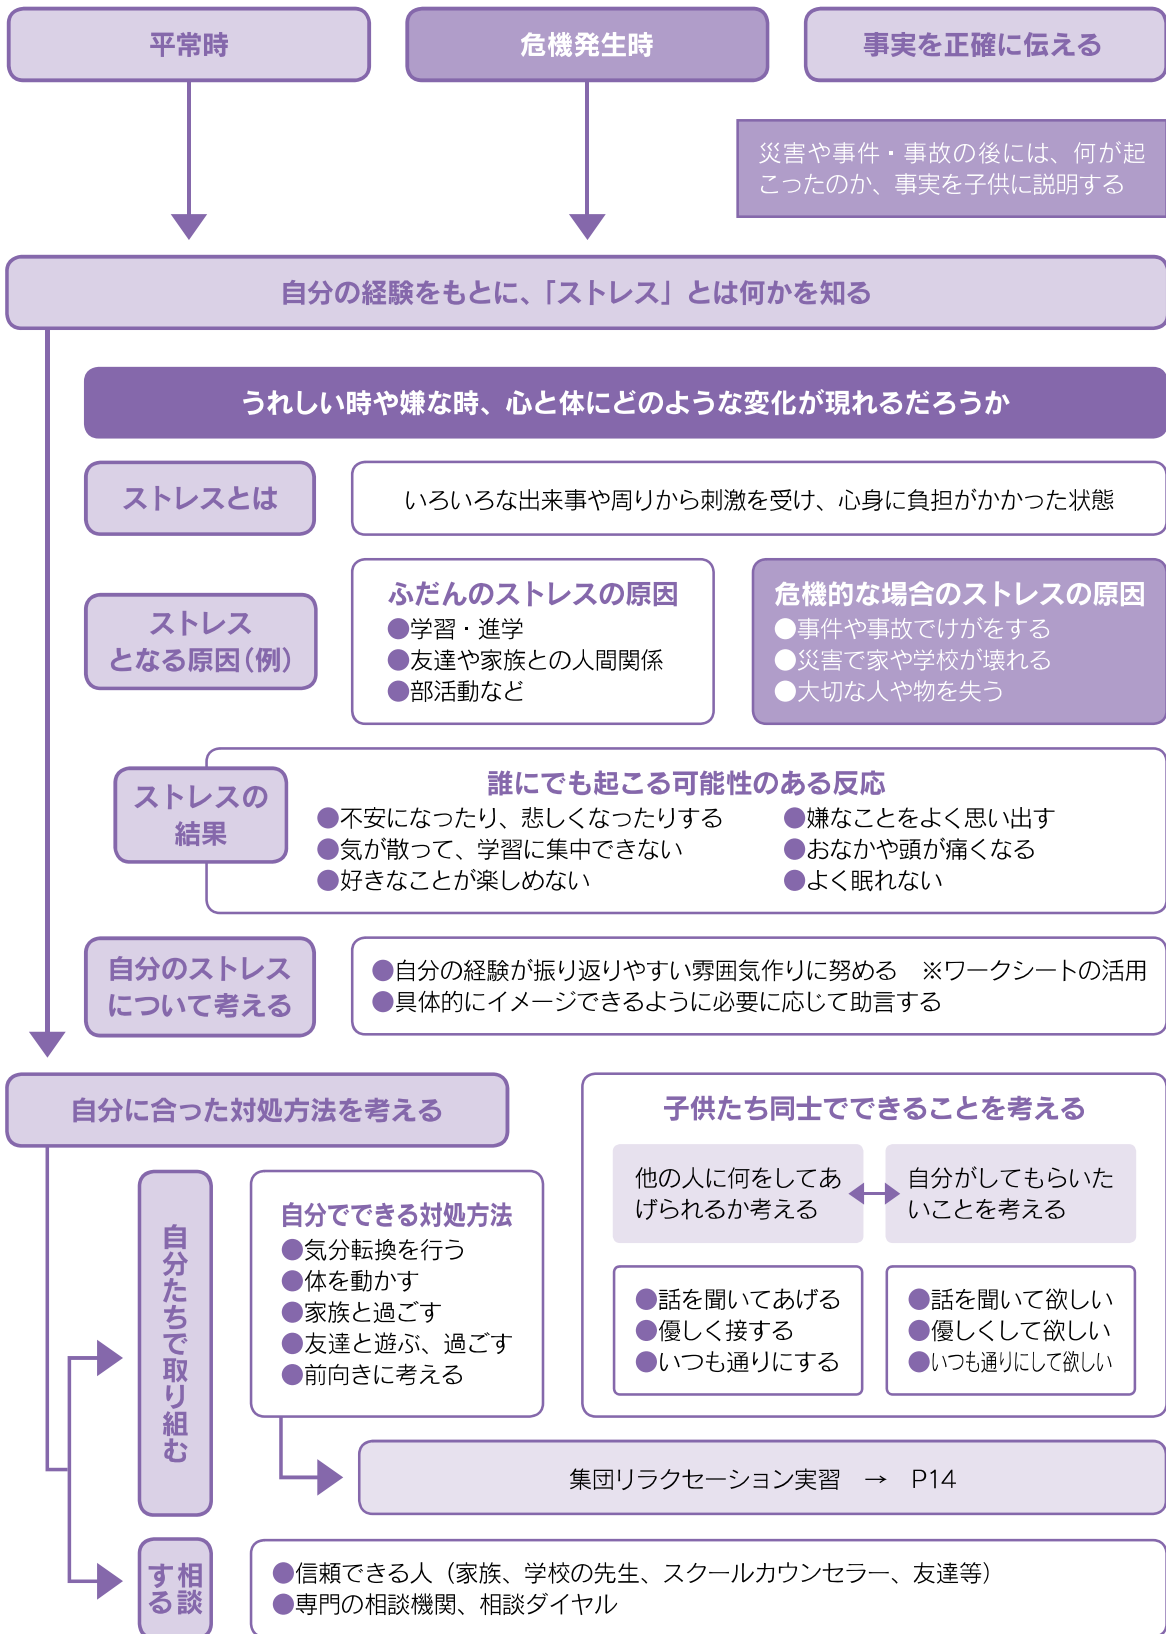 平常時
危機発生時
事実を正確に伝える
災害や事件・事故の後には、何が起
こったのか、事実を子供に説明する
自分の経験をもとに、「ストレス」とは何かを知る
うれしい時や嫌な時、心と体にどのような変化が現れるだろうか
ストレスとは
いろいろな出来事や周りから刺激を受け、心身に負担がかかった状態
ストレス
となる原因（例）
ふだんのストレスの原因
●学習・進学
●友達や家族との人間関係
●部活動など
危機的な場合のストレスの原因
●事件や事故でけがをする
●災害で家や学校が壊れる
●大切な人や物を失う
ストレスの
結果
誰にでも起こる可能性のある反応
●不安になったり、悲しくなったりする
●気が散って、学習に集中できない
●好きなことが楽しめない
●嫌なことをよく思い出す
●おなかや頭が痛くなる
●よく眠れない
自分のストレス
について考える
●自分の経験が振り返りやすい雰囲気作りに努める　※ワークシートの活用
●具体的にイメージできるように必要に応じて助言する
自分に合った対処方法を考える
自分たちで取り組む
自分でできる対処方法
●気分転換を行う
●体を動かす
●家族と過ごす
●友達と遊ぶ、過ごす
●前向きに考える
子供たち同士でできることを考える
他の人に何をしてあ
げられるか考える
自分がしてもらいた
いことを考える
●話を聞いてあげる
●優しく接する
●いつも通りにする
●話を聞いて欲しい
●優しくして欲しい
●いつも通りにして欲しい
集団リラクセーション実習　→　P14
相談
する
●信頼できる人（家族、学校の先生、スクールカウンセラー、友達等）
●専門の相談機関、相談ダイヤル